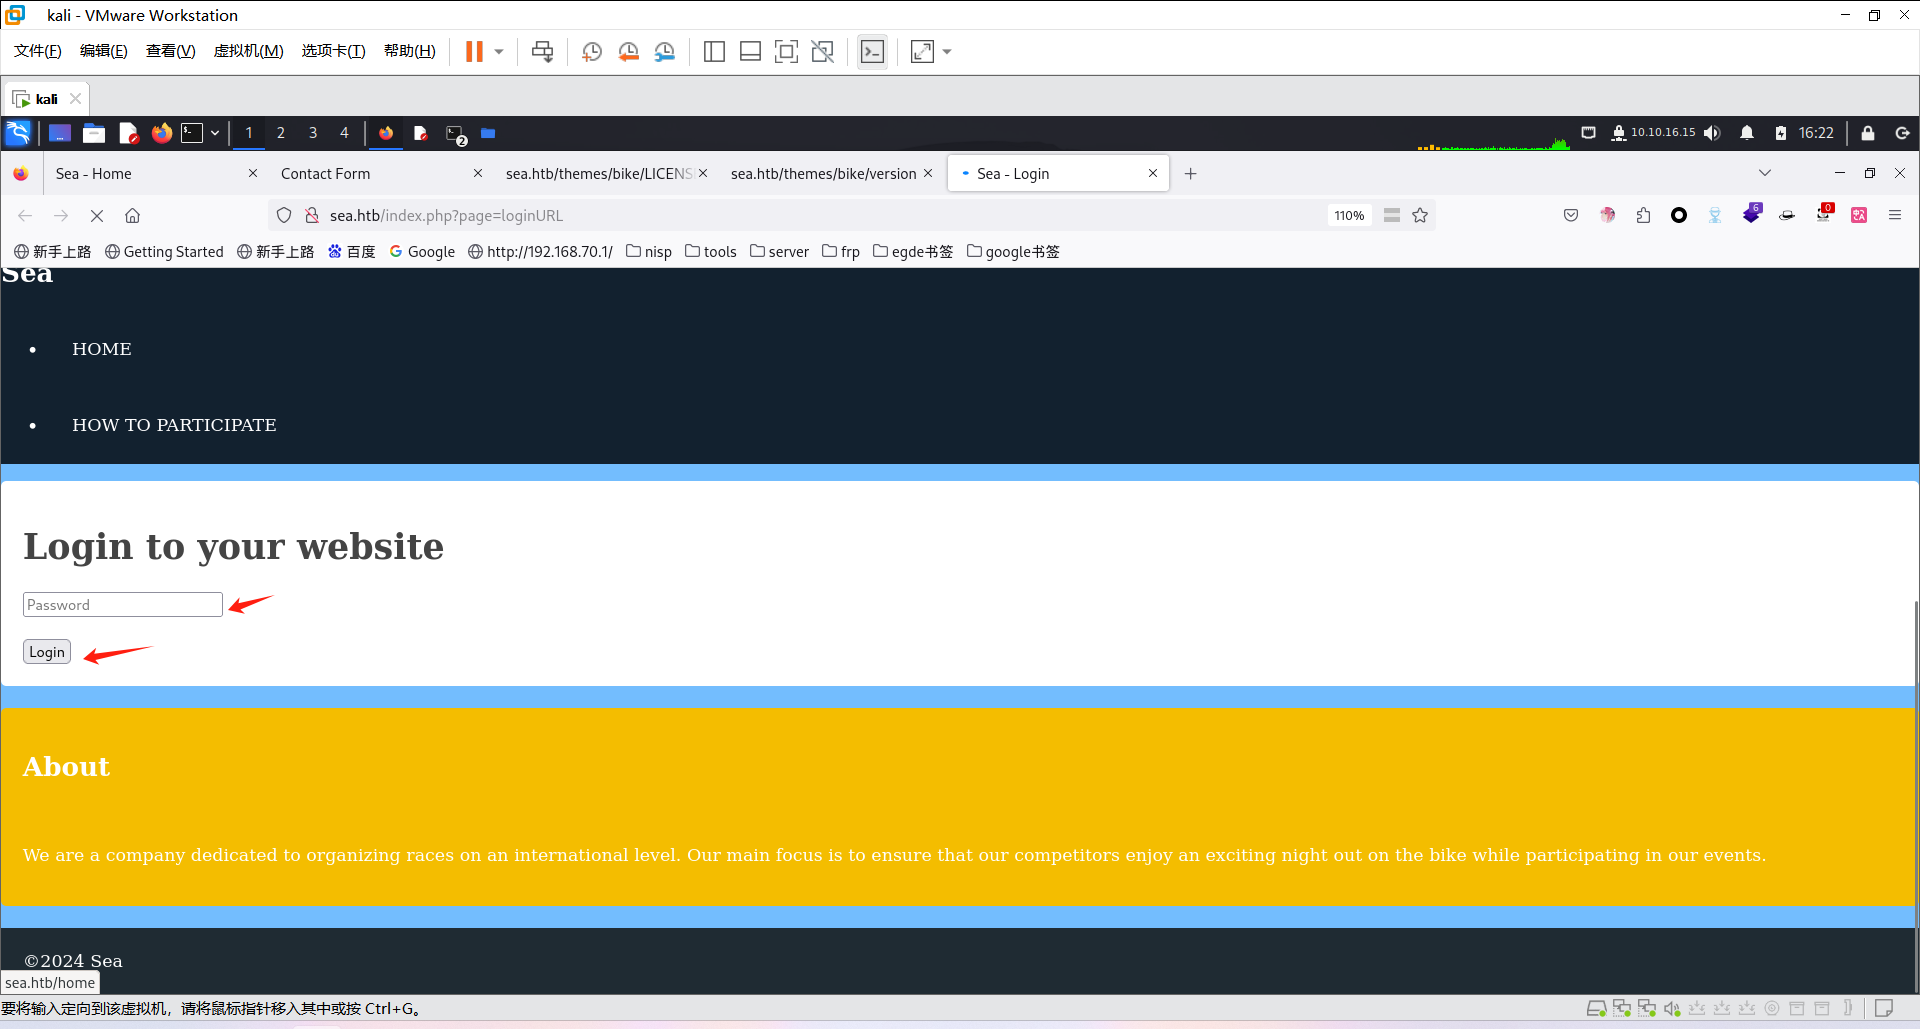 kali - VMware Workstation
文件(F) 编辑(E) 查看(V) 虚拟机(M) 选项卡(T) 帮助(H)
kali
1 2 3 4 2 10.10.16.15 16:22
Sea - Home Contact Form sea.htb/themes/bike/LICENS sea.htb/themes/bike/version Sea - Login
sea.htb/index.php?page=loginURL 110% 6 0
新手上路 Getting Started 新手上路 百度 Google http://192.168.70.1/ nisp tools server frp egde书签 google书签
Sea
• HOME
• HOW TO PARTICIPATE
Login to your website
Password
Login
About
We are a company dedicated to organizing races on an international level. Our main focus is to ensure that our competitors enjoy an exciting night out on the bike while participating in our events.
©2024 Sea
sea.htb/home
要将输入定向到该虚拟机，请将鼠标指针移入其中或按 Ctrl+G。